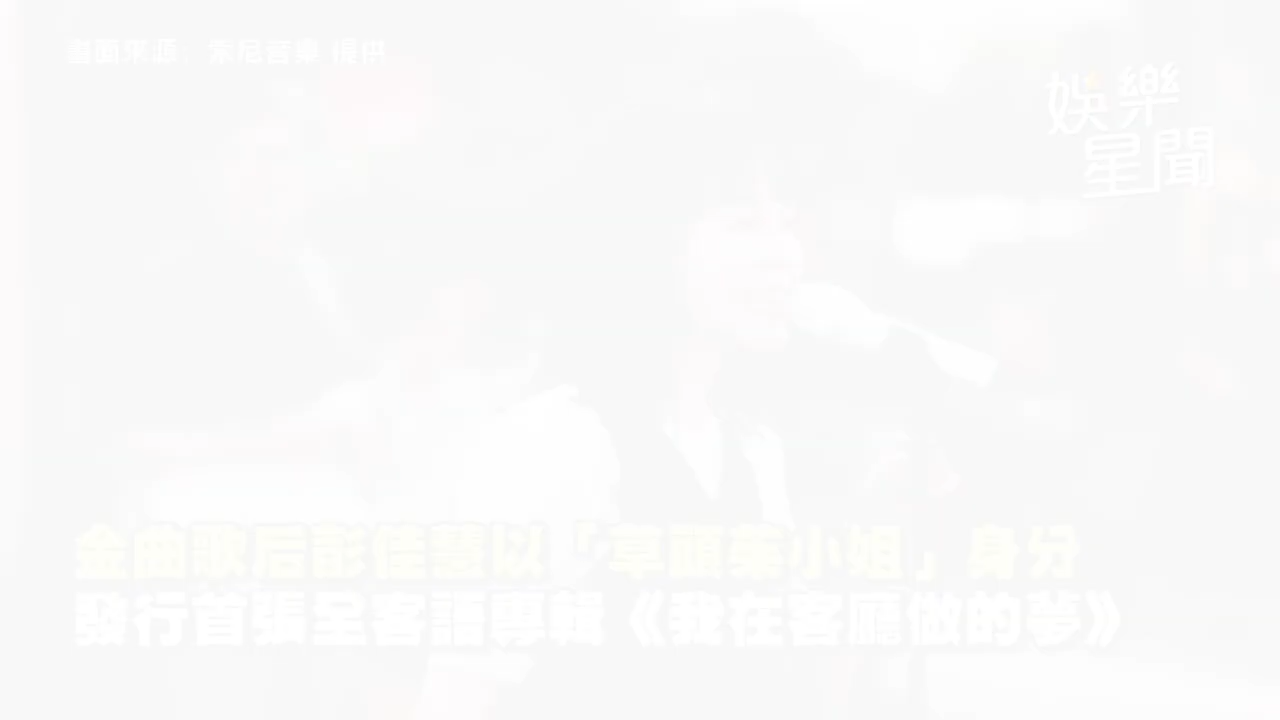 畫面來源：索尼音樂 提供
娛樂
星聞
金曲歌后彭佳慧以「草頭葉小姐」身分
發行首張全客語專輯《我在客廳做的夢》